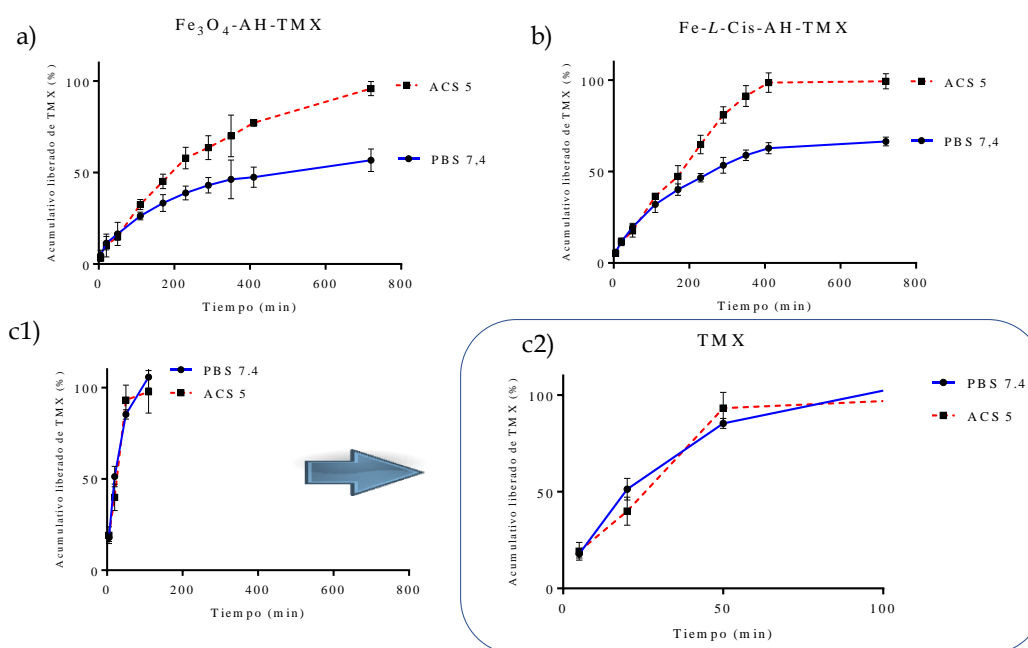 a)
Fe₃O₄-AH-TMX
Acumulativo liberado de TMX (%)
100
50
0
0 200 400 600 800
Tiempo (min)
ACS 5
PBS 7,4
b)
Fe-L-Cis-AH-TMX
Acumulativo liberado de TMX (%)
100
50
0
0 200 400 600 800
Tiempo (min)
ACS 5
PBS 7,4
c1)
Acumulativo liberado de TMX (%)
100
50
0
0 200 400 600 800
Tiempo (min)
PBS 7.4
ACS 5
c2)
TMX
Acumulativo liberado de TMX (%)
100
50
0
0 50 100
Tiempo (min)
PBS 7.4
ACS 5